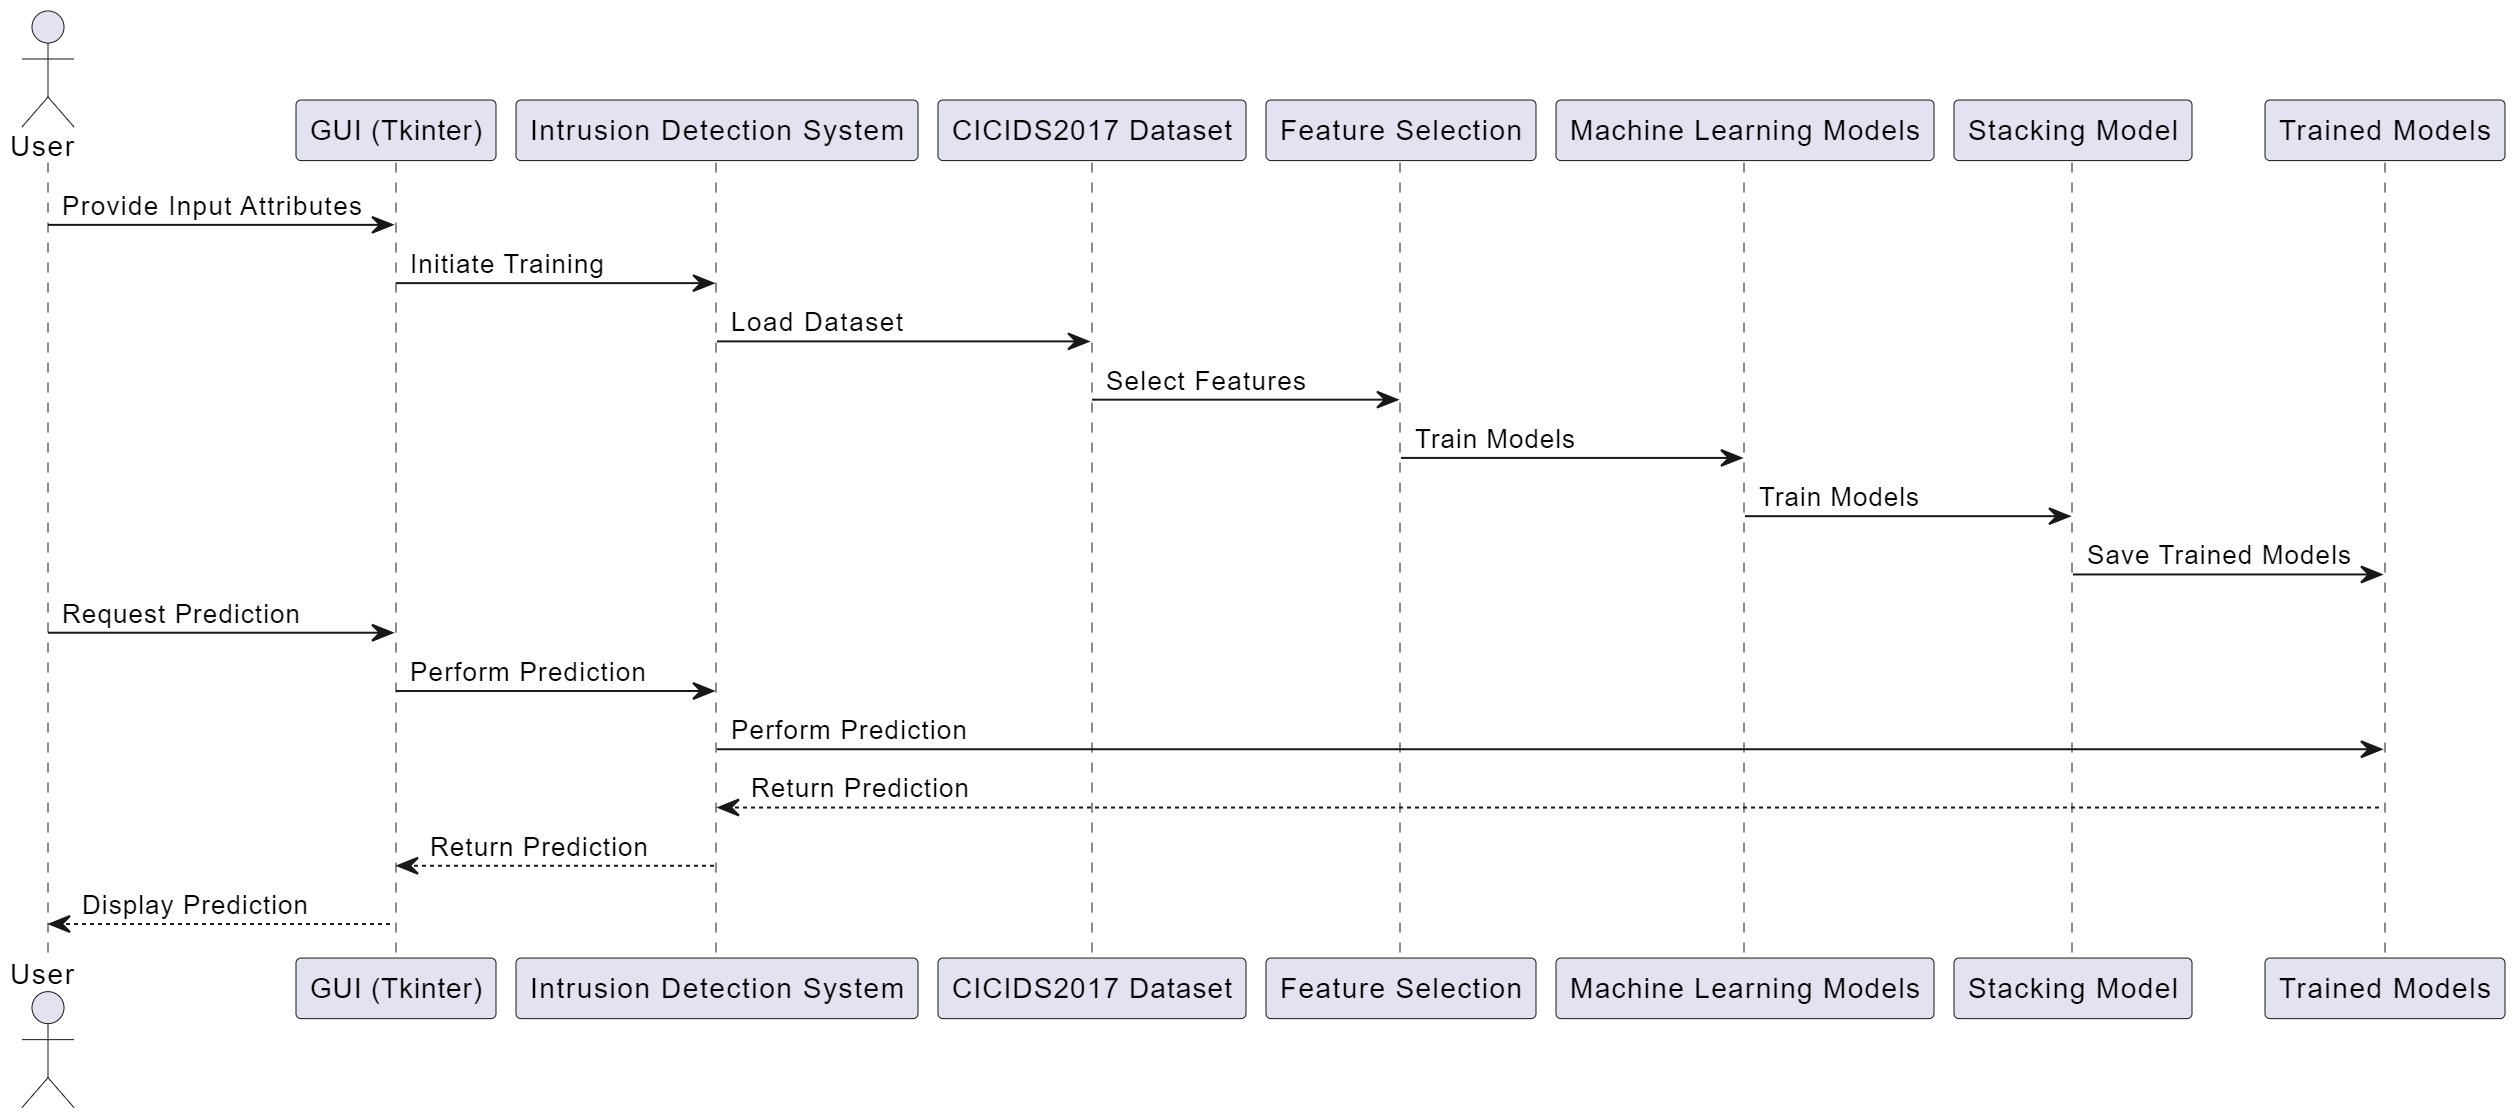 User
GUI (Tkinter)
Intrusion Detection System
CICIDS2017 Dataset
Feature Selection
Machine Learning Models
Stacking Model
Trained Models
Provide Input Attributes
Initiate Training
Load Dataset
Select Features
Train Models
Train Models
Save Trained Models
Request Prediction
Perform Prediction
Perform Prediction
Return Prediction
Return Prediction
Display Prediction
User
GUI (Tkinter)
Intrusion Detection System
CICIDS2017 Dataset
Feature Selection
Machine Learning Models
Stacking Model
Trained Models